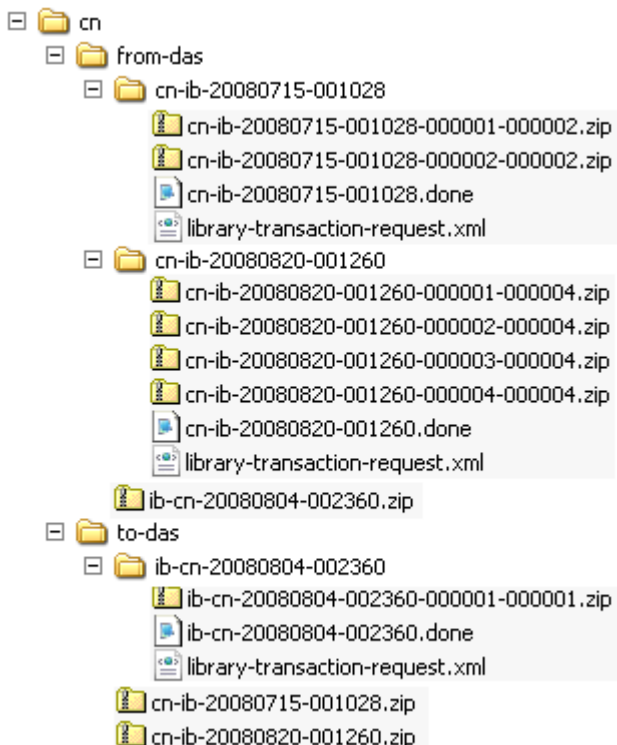 cn
from-das
cn-ib-20080715-001028
cn-ib-20080715-001028-000001-000002.zip
cn-ib-20080715-001028-000002-000002.zip
cn-ib-20080715-001028.done
library-transaction-request.xml
cn-ib-20080820-001260
cn-ib-20080820-001260-000001-000004.zip
cn-ib-20080820-001260-000002-000004.zip
cn-ib-20080820-001260-000003-000004.zip
cn-ib-20080820-001260-000004-000004.zip
cn-ib-20080820-001260.done
library-transaction-request.xml
ib-cn-20080804-002360.zip
to-das
ib-cn-20080804-002360
ib-cn-20080804-002360-000001-000001.zip
ib-cn-20080804-002360.done
library-transaction-request.xml
cn-ib-20080715-001028.zip
cn-ib-20080820-001260.zip